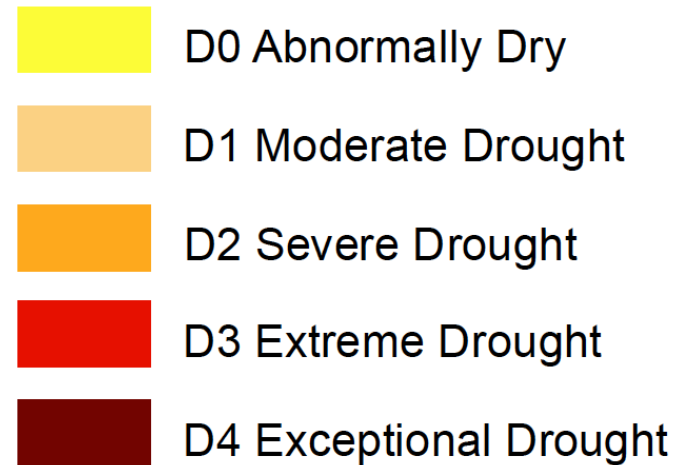 D0 Abnormally Dry
D1 Moderate Drought
D2 Severe Drought
D3 Extreme Drought
D4 Exceptional Drought